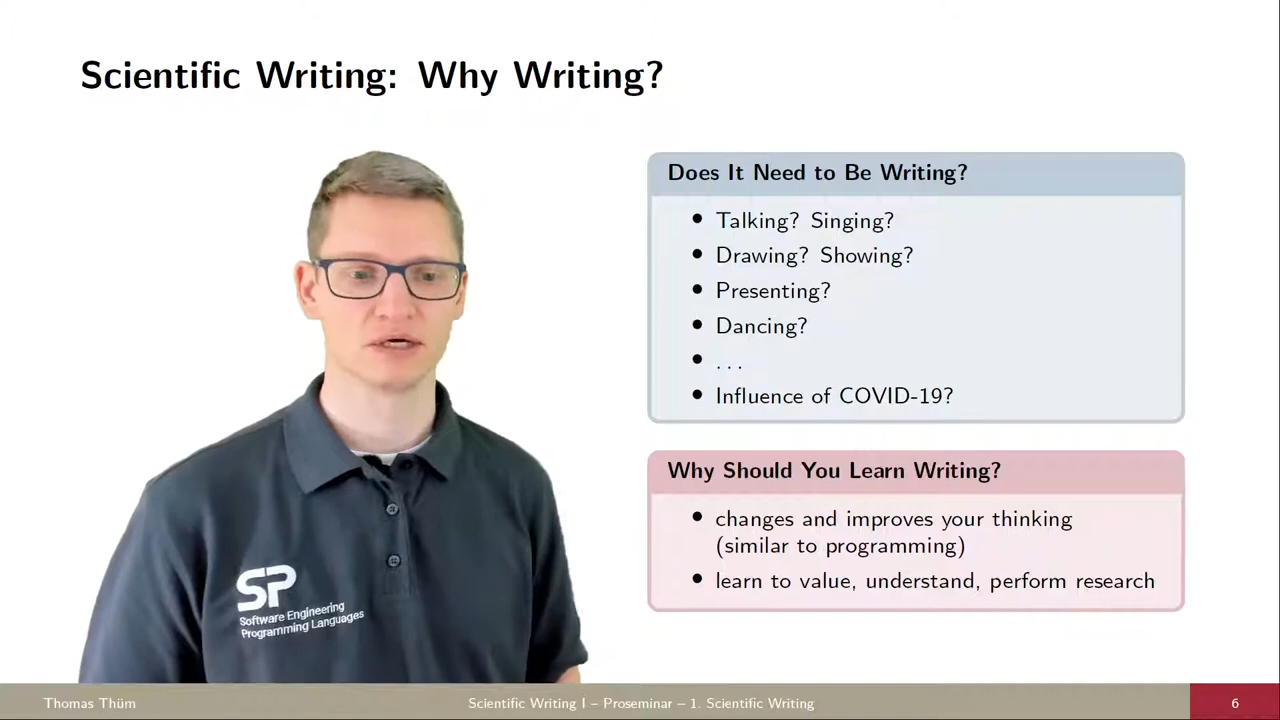 Scientific Writing: Why Writing?
Does It Need to Be Writing?
• Talking? Singing?
• Drawing? Showing?
• Presenting?
• Dancing?
• ...
• Influence of COVID-19?
Why Should You Learn Writing?
• changes and improves your thinking
(similar to programming)
• learn to value, understand, perform research
SP
Software Engineering
Programming Languages
Thomas Thüm
Scientific Writing I – Proseminar – 1. Scientific Writing
6